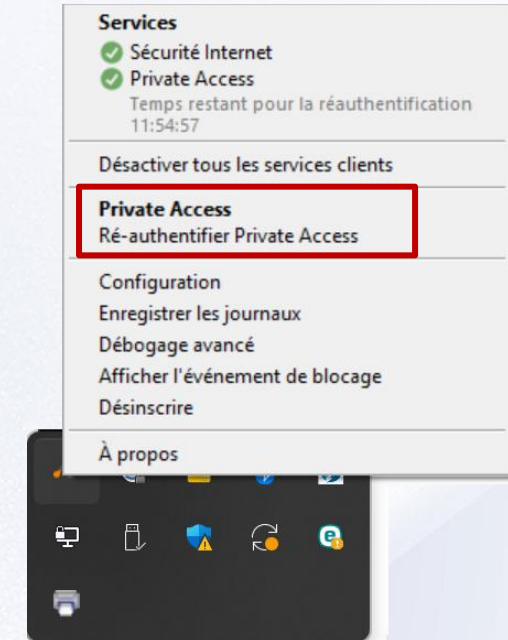 Services
Sécurité Internet
Private Access
Temps restant pour la réauthentification
11:54:57
Désactiver tous les services clients
Private Access
Ré-authentifier Private Access
Configuration
Enregistrer les journaux
Débogage avancé
Afficher l'événement de blocage
Désinscrire
À propos